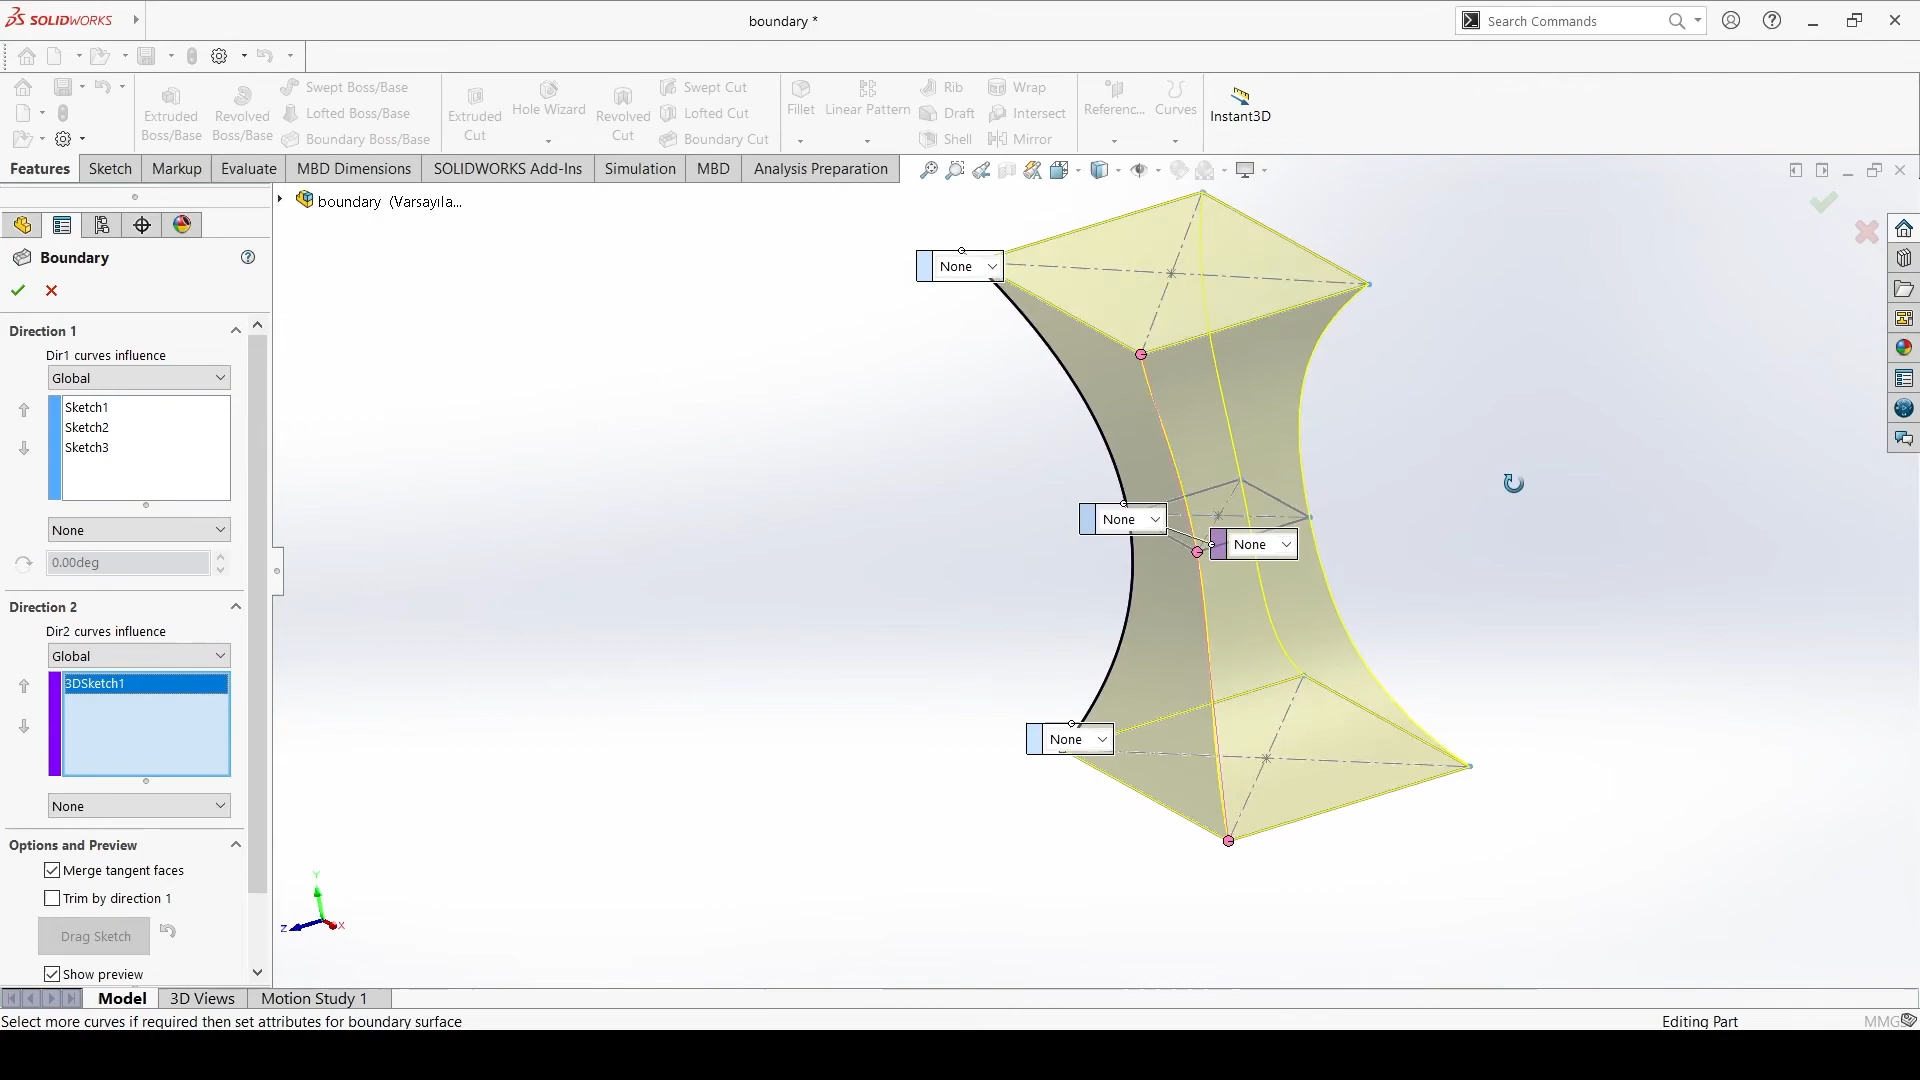 SOLIDWORKS
boundary *
Search Commands
Extruded Boss/Base
Revolved Boss/Base
Swept Boss/Base
Lofted Boss/Base
Boundary Boss/Base
Extruded Cut
Hole Wizard
Revolved Cut
Swept Cut
Lofted Cut
Boundary Cut
Fillet
Linear Pattern
Rib
Draft
Shell
Wrap
Intersect
Mirror
Referenc...
Curves
Instant3D
Features
Sketch
Markup
Evaluate
MBD Dimensions
SOLIDWORKS Add-Ins
Simulation
MBD
Analysis Preparation
boundary (Varsayıla...
Boundary
Direction 1
Dir1 curves influence
Global
Sketch1
Sketch2
Sketch3
None
0.00deg
Direction 2
Dir2 curves influence
Global
3DSketch1
None
Options and Preview
Merge tangent faces
Trim by direction 1
Drag Sketch
Show preview
None
None
None
None
Y
Z
X
Model
3D Views
Motion Study 1
Select more curves if required then set attributes for boundary surface
Editing Part
MMGS